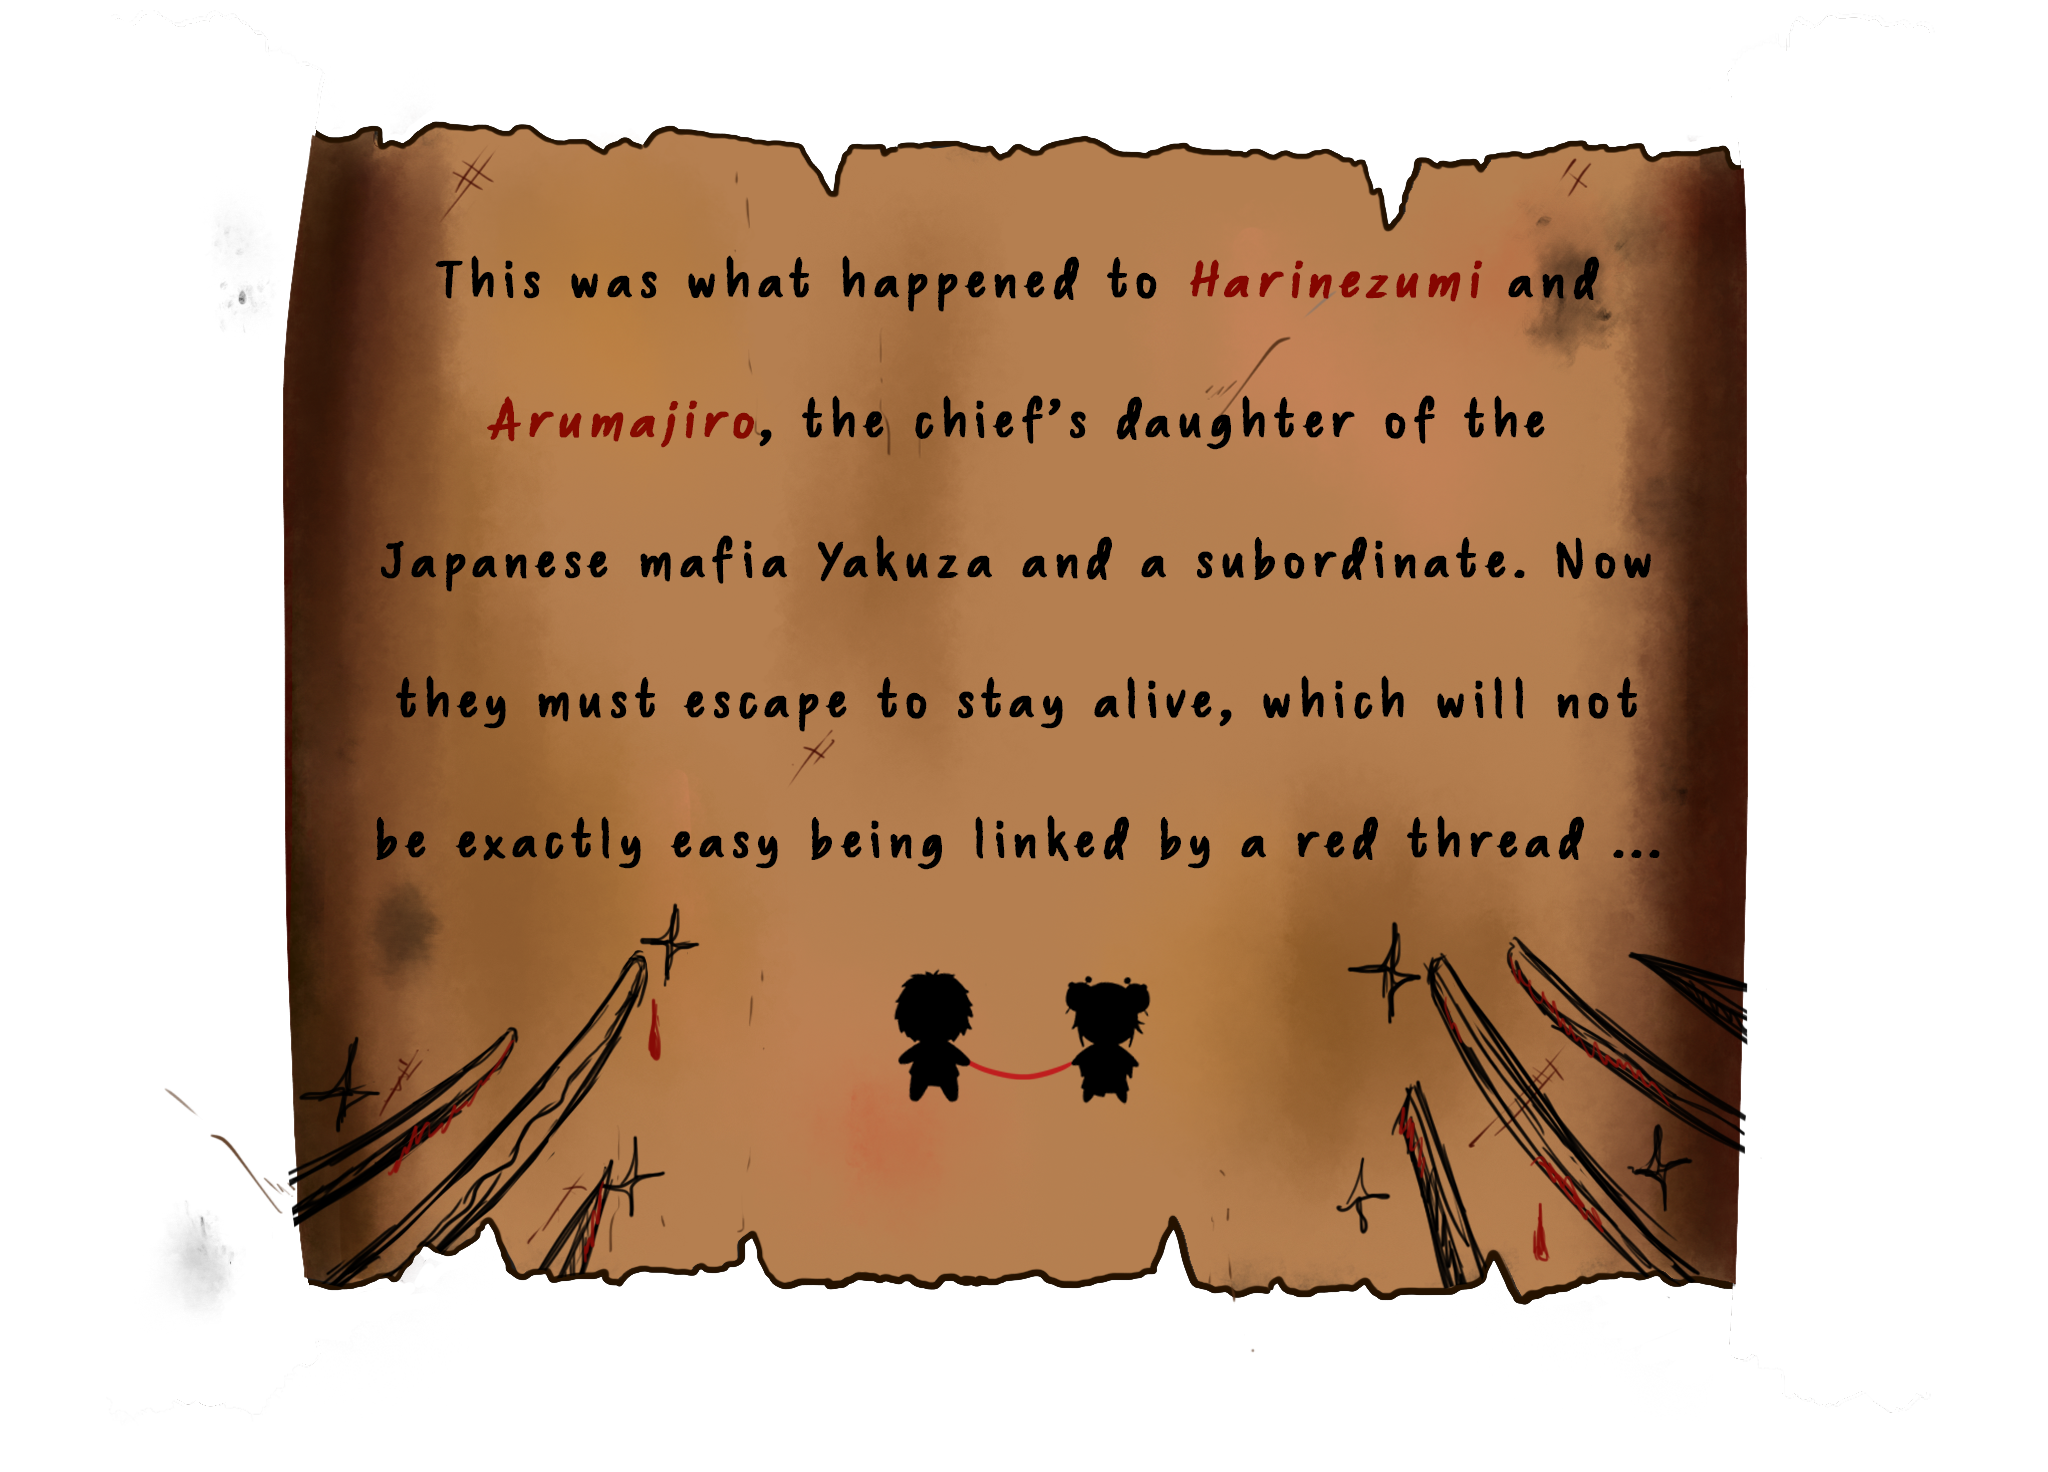 This was what happened to Harinezumi and
Arumajiro, the chief's daughter of the
Japanese mafia Yakuza and a subordinate. Now
they must escape to stay alive, which will not
be exactly easy being linked by a red thread ...